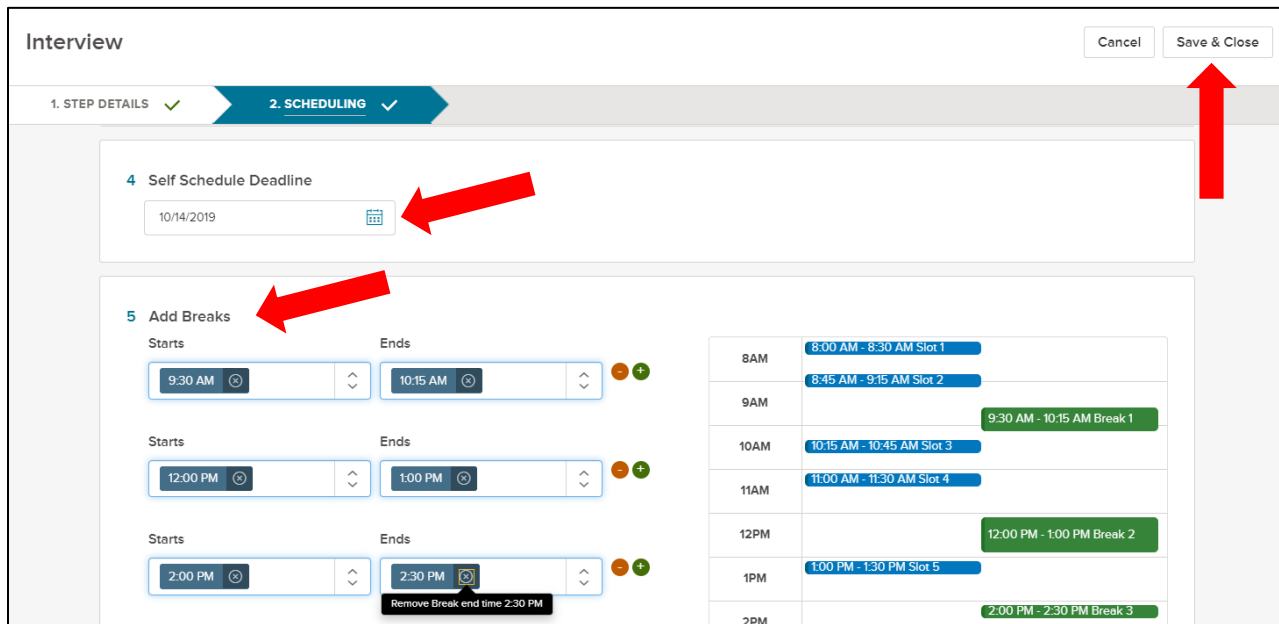 Interview
Cancel
Save & Close
1. STEP DETAILS
2. SCHEDULING
4 Self Schedule Deadline
10/14/2019
5 Add Breaks
Starts
Ends
9:30 AM
10:15 AM
Starts
Ends
12:00 PM
1:00 PM
Starts
Ends
2:00 PM
2:30 PM
Remove Break end time 2:30 PM
8AM
8:00 AM - 8:30 AM Slot 1
8:45 AM - 9:15 AM Slot 2
9AM
9:30 AM - 10:15 AM Break 1
10AM
10:15 AM - 10:45 AM Slot 3
11AM
11:00 AM - 11:30 AM Slot 4
12PM
12:00 PM - 1:00 PM Break 2
1PM
1:00 PM - 1:30 PM Slot 5
2PM
2:00 PM - 2:30 PM Break 3